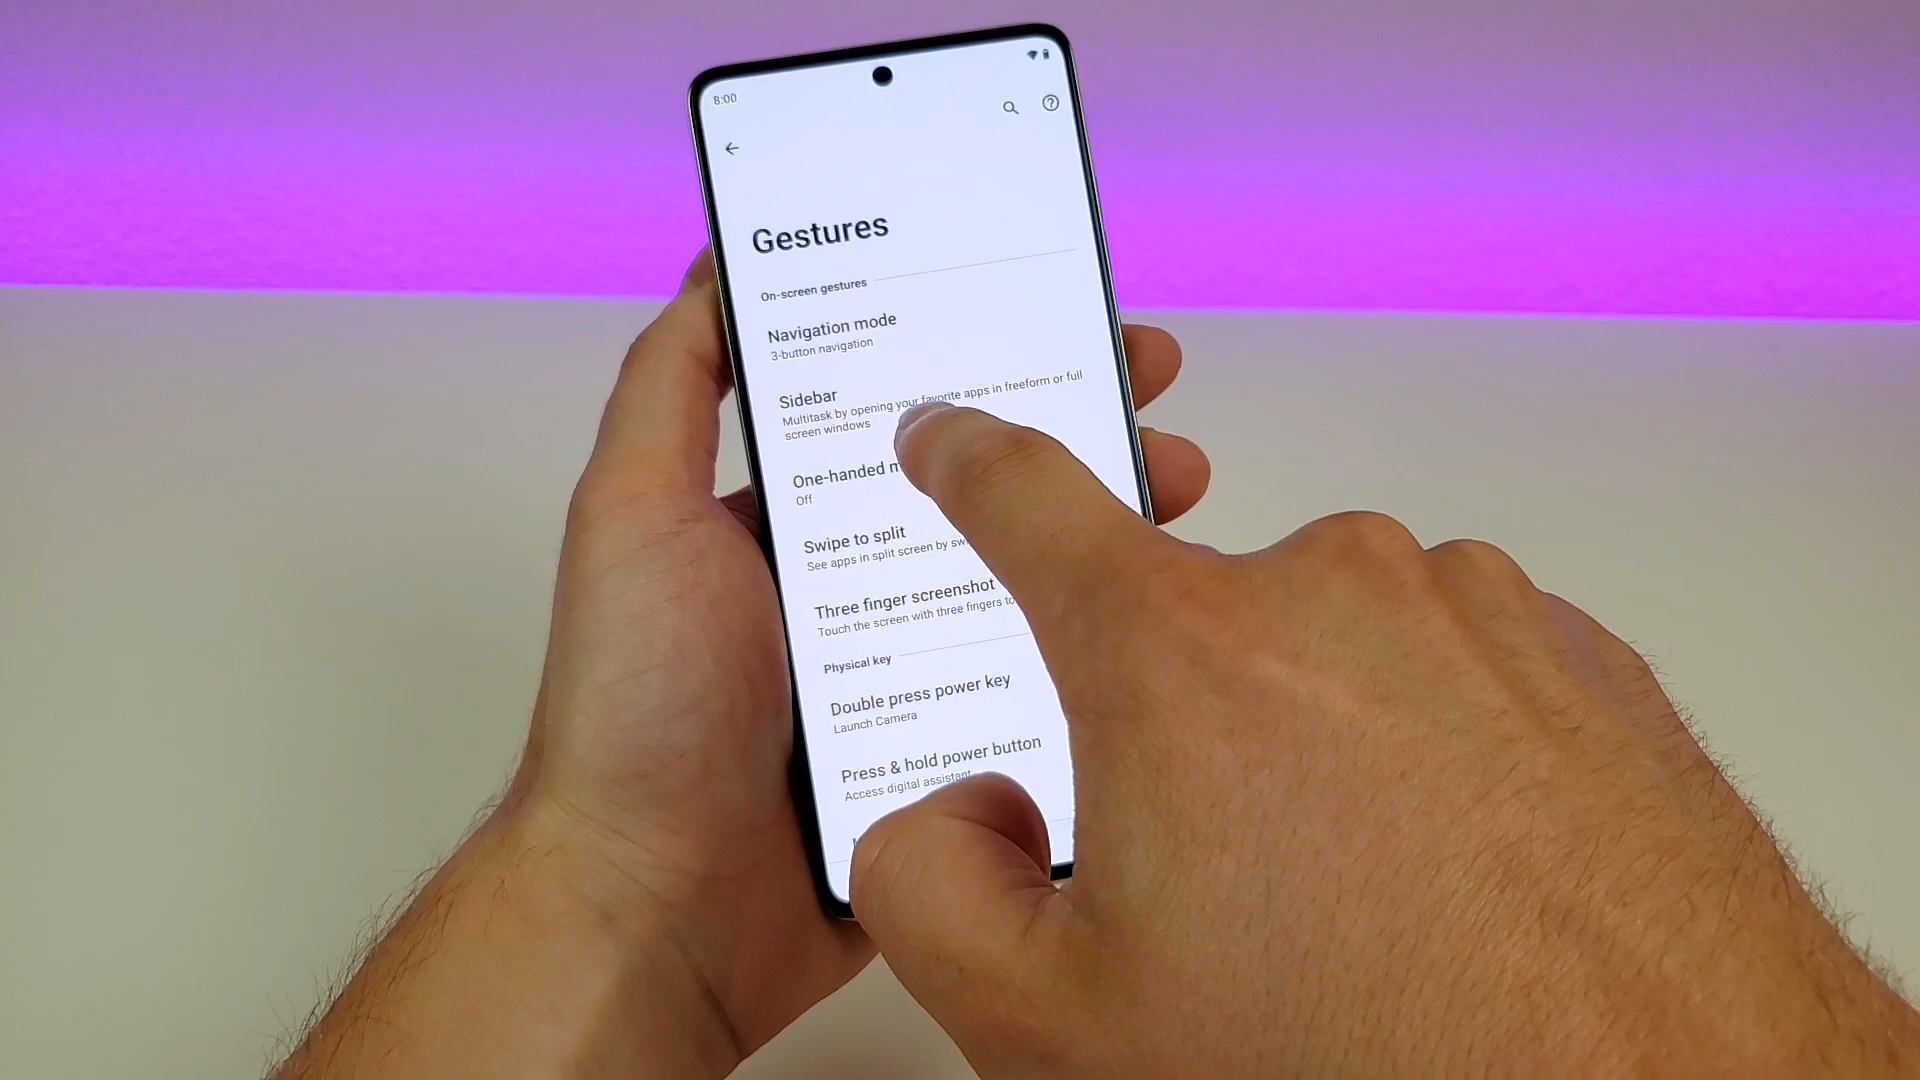 8:00
Gestures
On-screen gestures
Navigation mode
3-button navigation
Sidebar
Multitask by opening your favorite apps in freeform or full
screen windows
One-handed
Off
Swipe to split
See apps in split screen by
Three finger screenshot
Touch the screen with three fingers to
Physical key
Double press power key
Launch Camera
Press & hold power button
Access digital assistant